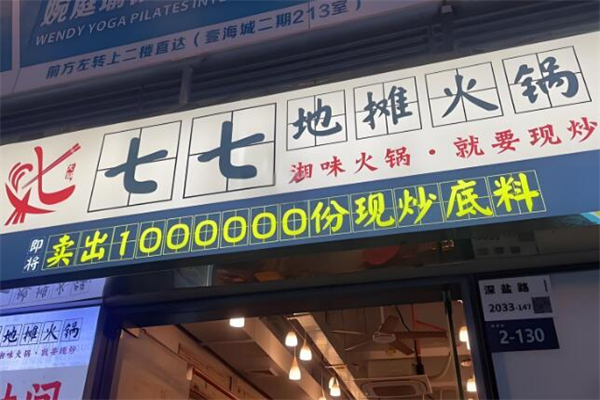 WENDY YOGA PILATES
前方左转上二楼直达（壹海城二期213室）
七七地摊火锅
湘味火锅·就要现炒
即将卖出1000000份现炒底料
深盐路
2033-147
2-130
地摊火锅
湘味火锅·就要现炒